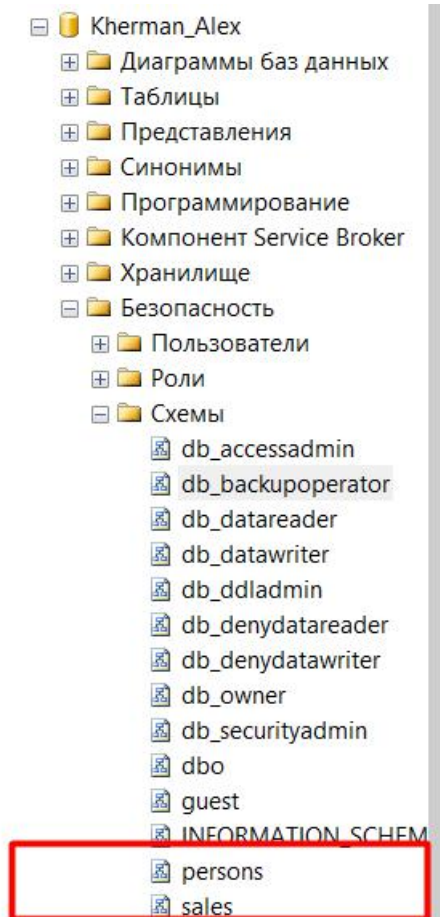 Kherman_Alex
Диаграммы баз данных
Таблицы
Представления
Синонимы
Программирование
Компонент Service Broker
Хранилище
Безопасность
Пользователи
Роли
Схемы
db_accessadmin
db_backupoperator
db_datareader
db_datawriter
db_ddladmin
db_denydatareader
db_denydatawriter
db_owner
db_securityadmin
dbo
guest
INFORMATION_SCHEM
persons
sales